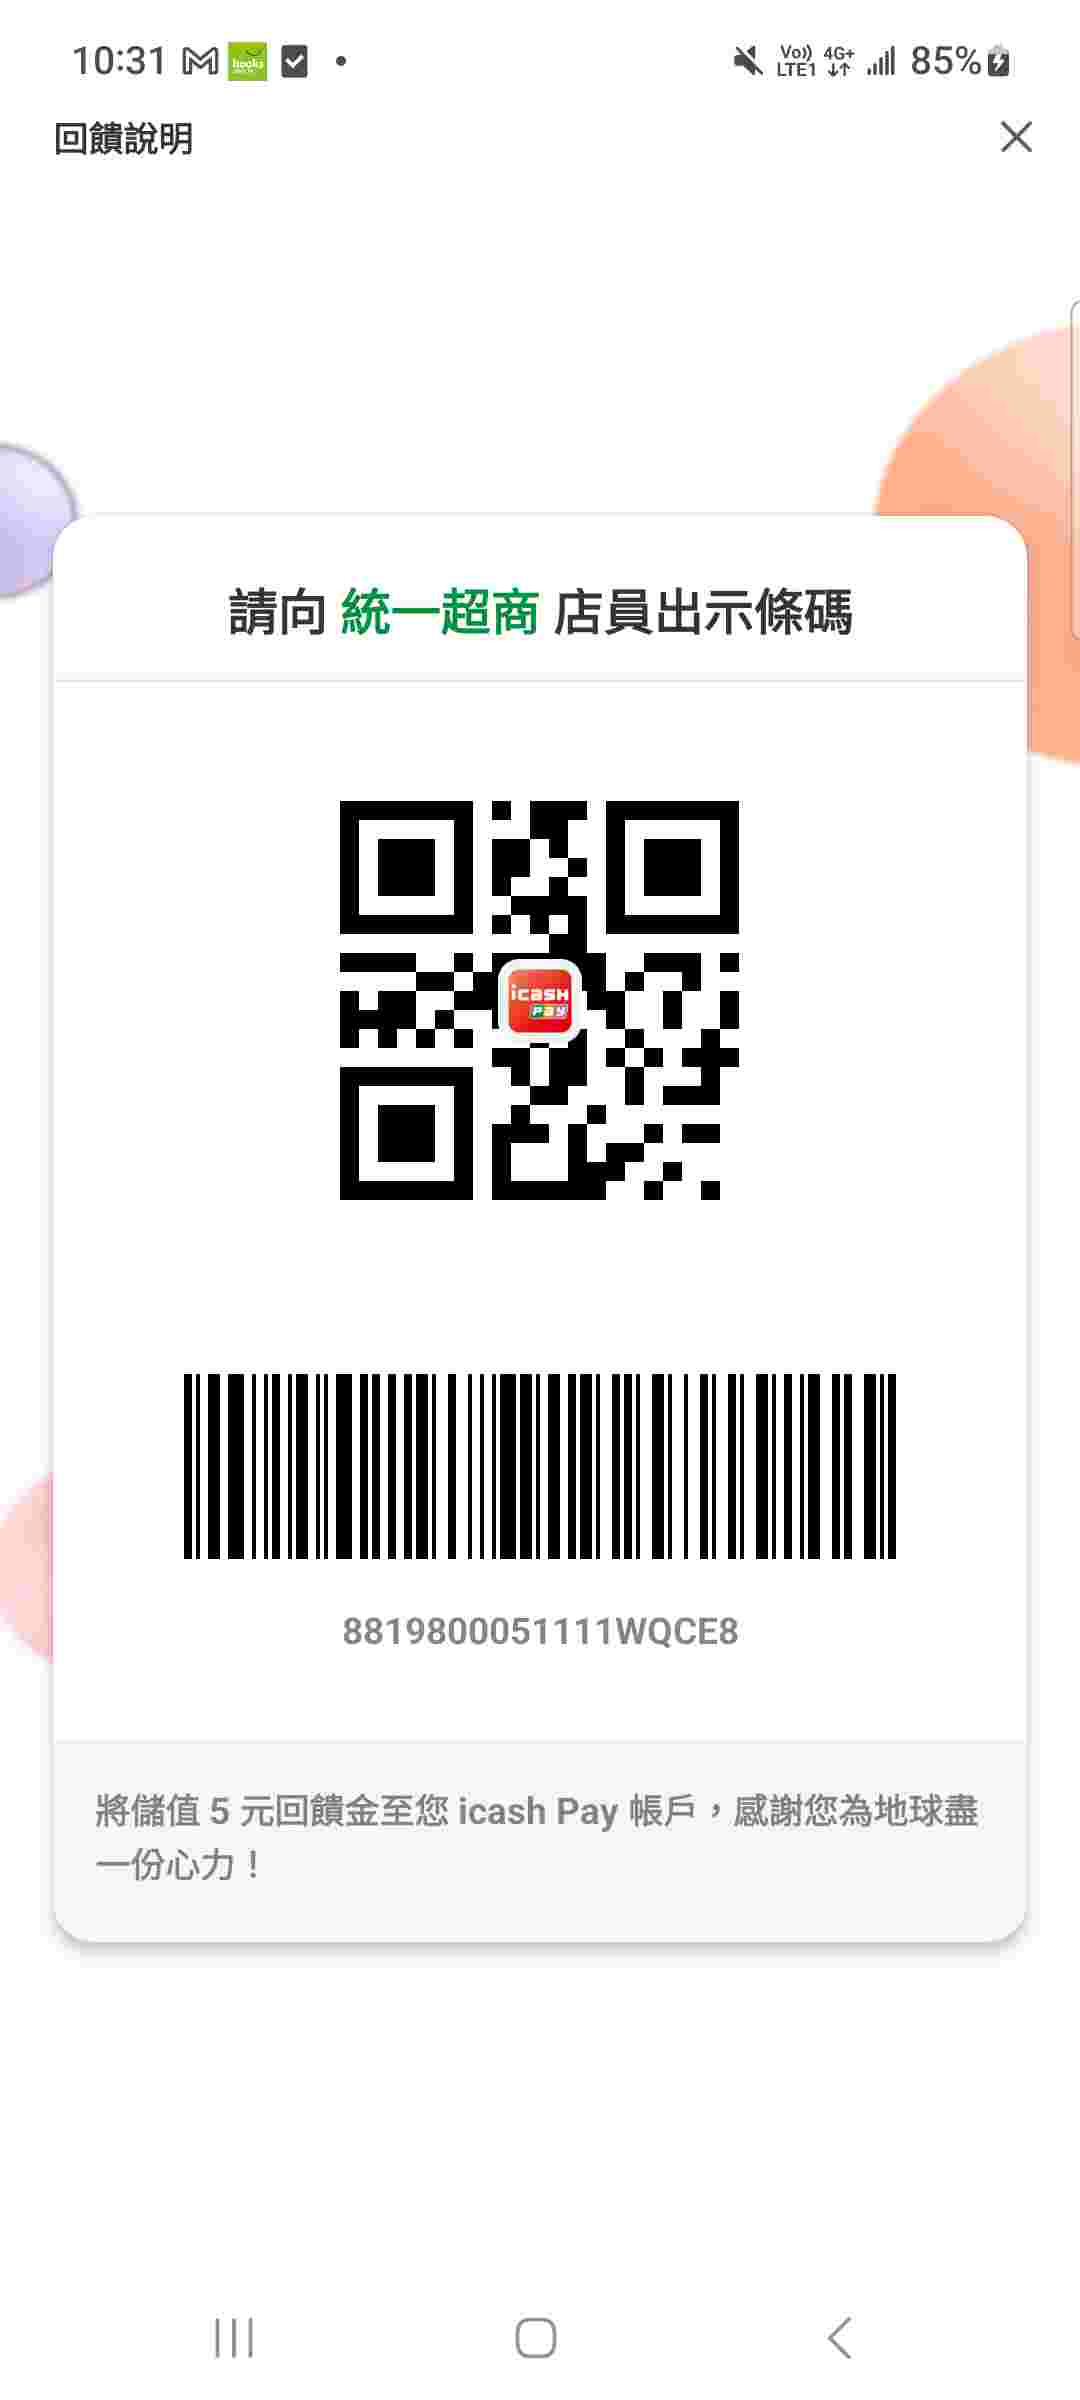 10:31
books
Vo)) 4G+
LTE1
85%
回饋說明
請向 統一超商 店員出示條碼
icash
Pay
8819800051111WQCE8
將儲值 5 元回饋金至您 icash Pay 帳戶，感謝您為地球盡
一份心力！